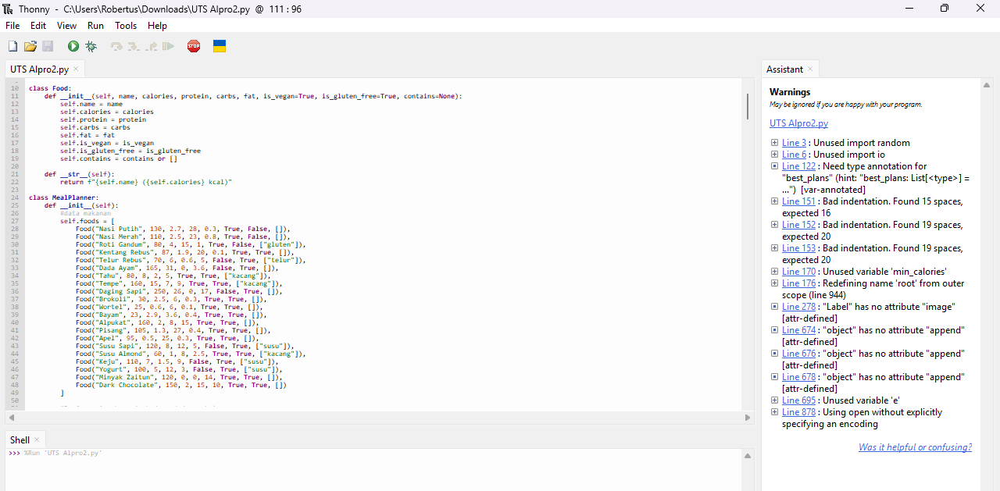 Thonny - C:\Users\Robertus\Downloads\UTS Alpro2.py @ 111 : 96
File Edit View Run Tools Help
STOP
UTS Alpro2.py ×
10 class Food:
11     def __init__(self, name, calories, protein, carbs, fat, is_vegan=True, is_gluten_free=True, contains=None):
12         self.name = name
13         self.calories = calories
14         self.protein = protein
15         self.carbs = carbs
16         self.fat = fat
17         self.is_vegan = is_vegan
18         self.is_gluten_free = is_gluten_free
19         self.contains = contains or []
20
21     def __str__(self):
22         return f"{self.name} ({self.calories} kcal)"
23
24 class MealPlanner:
25     def __init__(self):
26         #data makanan
27         self.foods = [
28             Food("Nasi Putih", 130, 2.7, 28, 0.3, True, False, []),
29             Food("Nasi Merah", 110, 2.5, 23, 0.8, True, False, []),
30             Food("Roti Gandum", 80, 4, 15, 1, True, False, ["gluten"]),
31             Food("Kentang Rebus", 87, 1.9, 20, 0.1, True, True, []),
32             Food("Telur Rebus", 70, 6, 0.6, 5, False, True, ["telur"]),
33             Food("Dada Ayam", 165, 31, 0, 3.6, False, True, []),
34             Food("Tahu", 80, 8, 2, 5, True, True, ["kacang"]),
35             Food("Tempe", 160, 15, 7, 9, True, True, ["kacang"]),
36             Food("Daging Sapi", 250, 26, 0, 17, False, True, []),
37             Food("Brokoli", 30, 2.5, 6, 0.3, True, True, []),
38             Food("Wortel", 25, 0.6, 6, 0.1, True, True, []),
39             Food("Bayam", 23, 2.9, 3.6, 0.4, True, True, []),
40             Food("Alpukat", 160, 2, 8, 15, True, True, []),
41             Food("Pisang", 105, 1.3, 27, 0.4, True, True, []),
42             Food("Apel", 95, 0.5, 25, 0.3, True, True, []),
43             Food("Susu Sapi", 120, 8, 12, 5, False, True, ["susu"]),
44             Food("Susu Almond", 60, 1, 8, 2.5, True, True, ["kacang"]),
45             Food("Keju", 110, 7, 1.5, 9, False, True, ["susu"]),
46             Food("Yogurt", 100, 5, 12, 3, False, True, ["susu"]),
47             Food("Minyak Zaitun", 120, 0, 0, 14, True, True, []),
48             Food("Dark Chocolate", 150, 2, 15, 10, True, True, [])
49         ]
50
Shell ×
>>> %Run 'UTS Alpro2.py'
Assistant ×
Warnings
May be ignored if you are happy with your program.
UTS Alpro2.py
Line 3 : Unused import random
Line 6 : Unused import io
Line 122 : Need type annotation for
"best_plans" (hint: "best_plans: List[<type>] =
...") [var-annotated]
Line 151 : Bad indentation. Found 15 spaces,
expected 16
Line 152 : Bad indentation. Found 19 spaces,
expected 20
Line 153 : Bad indentation. Found 19 spaces,
expected 20
Line 170 : Unused variable 'min_calories'
Line 176 : Redefining name 'root' from outer
scope (line 944)
Line 278 : "Label" has no attribute "image"
[attr-defined]
Line 674 : "object" has no attribute "append"
[attr-defined]
Line 676 : "object" has no attribute "append"
[attr-defined]
Line 678 : "object" has no attribute "append"
[attr-defined]
Line 695 : Unused variable 'e'
Line 878 : Using open without explicitly
specifying an encoding
Was it helpful or confusing?